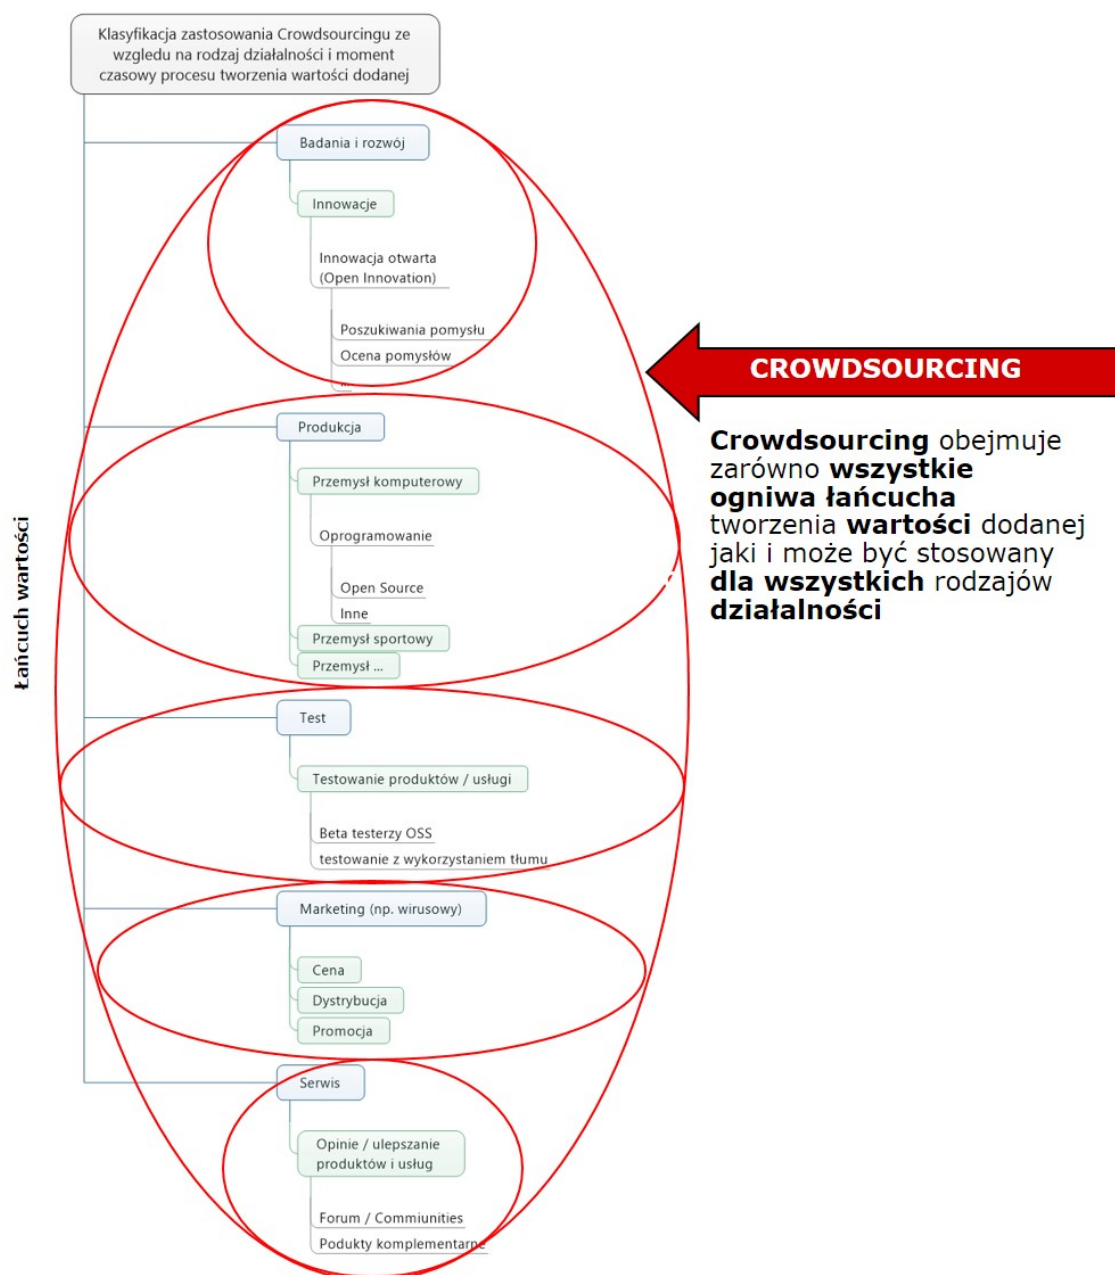 Klasyfikacja zastosowania Crowdsourcingu ze
wzgledu na rodzaj działalności i moment
czasowy procesu tworzenia wartości dodanej
Badania i rozwój
Innowacje
Innowacja otwarta
(Open Innovation)
Poszukiwania pomysłu
Ocena pomysłów
...
Produkcja
Przemysł komputerowy
Oprogramowanie
Open Source
Inne
Przemysł sportowy
Przemysł ...
Test
Testowanie produktów / usługi
Beta testerzy OSS
testowanie z wykorzystaniem tłumu
Marketing (np. wirusowy)
Cena
Dystrybucja
Promocja
Serwis
Opinie / ulepszanie
produktów i usług
Forum / Commiunities
Podukty komplementarne
Łańcuch wartości
CROWDSOURCING
Crowdsourcing obejmuje
zarówno wszystkie
ogniwa łańcucha
tworzenia wartości dodanej
jaki i może być stosowany
dla wszystkich rodzajów
działalności